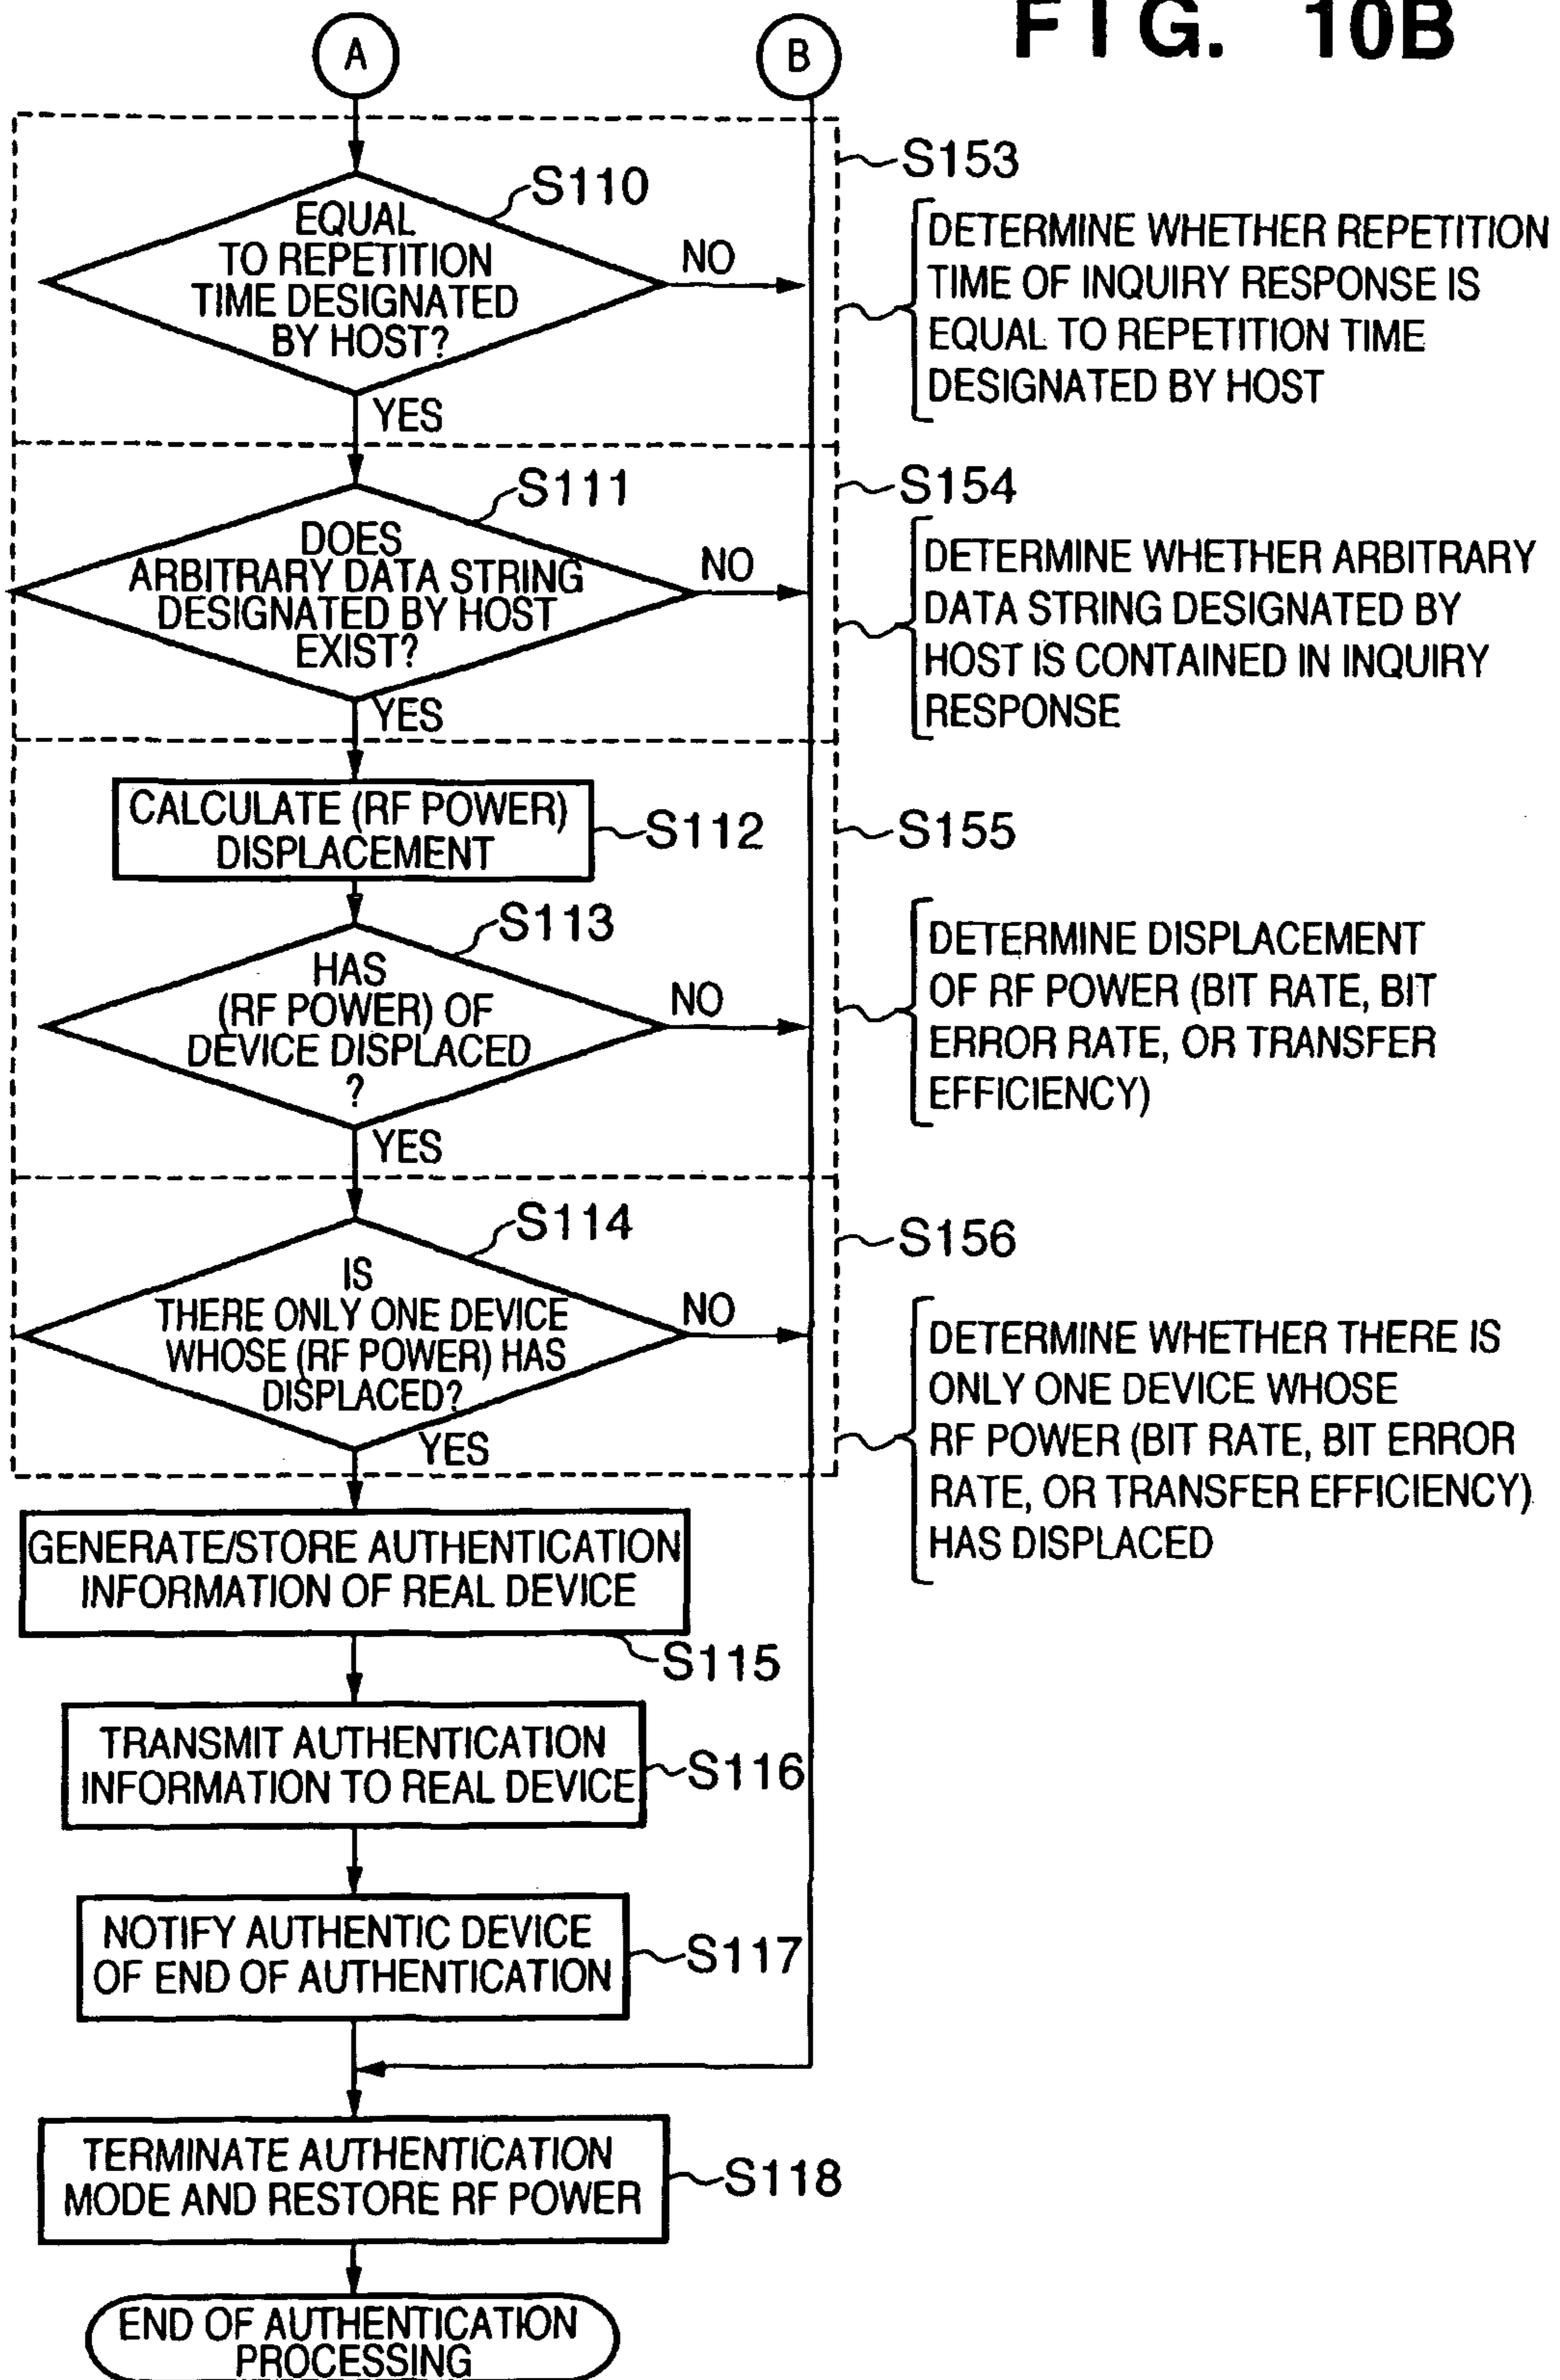 FIG. 10B
A
B
S153
S110
EQUAL
TO REPETITION
TIME DESIGNATED
BY HOST?
NO
YES
DETERMINE WHETHER REPETITION
TIME OF INQUIRY RESPONSE IS
EQUAL TO REPETITION TIME
DESIGNATED BY HOST
S154
S111
DOES
ARBITRARY DATA STRING
DESIGNATED BY HOST
EXIST?
NO
YES
DETERMINE WHETHER ARBITRARY
DATA STRING DESIGNATED BY
HOST IS CONTAINED IN INQUIRY
RESPONSE
CALCULATE (RF POWER)
DISPLACEMENT
S112
S155
S113
HAS
(RF POWER) OF
DEVICE DISPLACED
?
NO
YES
DETERMINE DISPLACEMENT
OF RF POWER (BIT RATE, BIT
ERROR RATE, OR TRANSFER
EFFICIENCY)
S114
S156
IS
THERE ONLY ONE DEVICE
WHOSE (RF POWER) HAS
DISPLACED?
NO
YES
DETERMINE WHETHER THERE IS
ONLY ONE DEVICE WHOSE
RF POWER (BIT RATE, BIT ERROR
RATE, OR TRANSFER EFFICIENCY)
HAS DISPLACED
GENERATE/STORE AUTHENTICATION
INFORMATION OF REAL DEVICE
S115
TRANSMIT AUTHENTICATION
INFORMATION TO REAL DEVICE
S116
NOTIFY AUTHENTIC DEVICE
OF END OF AUTHENTICATION
S117
TERMINATE AUTHENTICATION
MODE AND RESTORE RF POWER
S118
END OF AUTHENTICATION
PROCESSING